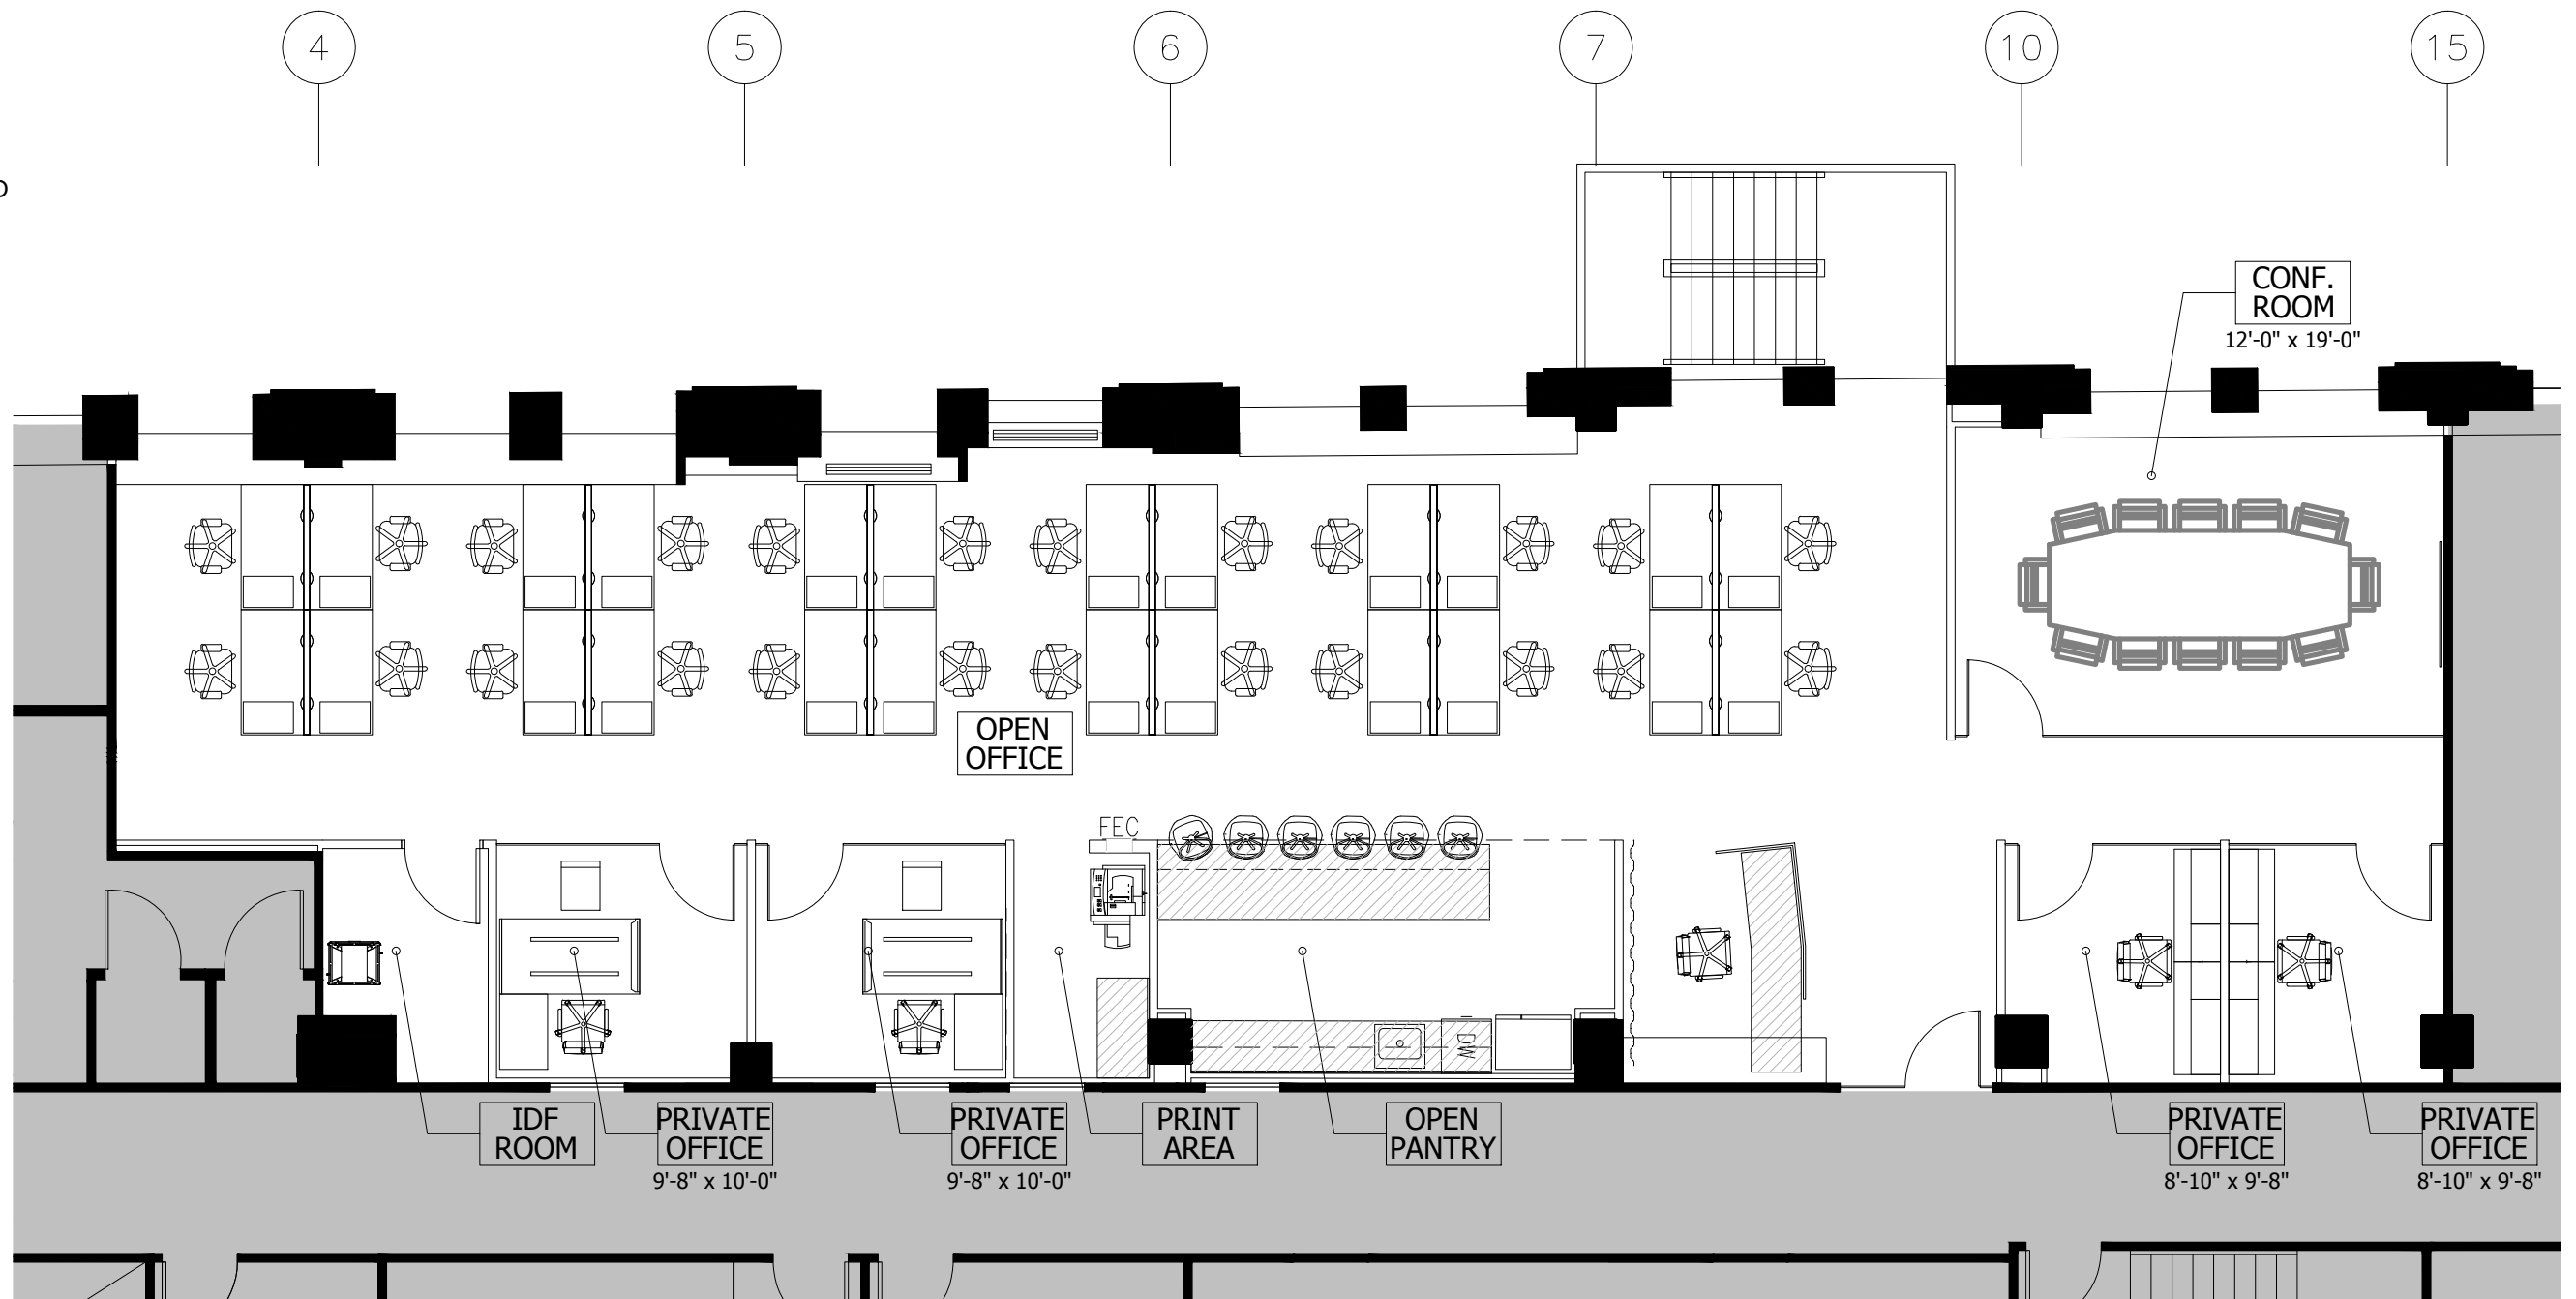 4
5
6
7
10
15
CONF.
ROOM
12'-0" x 19'-0"
OPEN
OFFICE
FEC
DW
IDF
ROOM
PRIVATE
OFFICE
9'-8" x 10'-0"
PRIVATE
OFFICE
9'-8" x 10'-0"
PRINT
AREA
OPEN
PANTRY
PRIVATE
OFFICE
8'-10" x 9'-8"
PRIVATE
OFFICE
8'-10" x 9'-8"